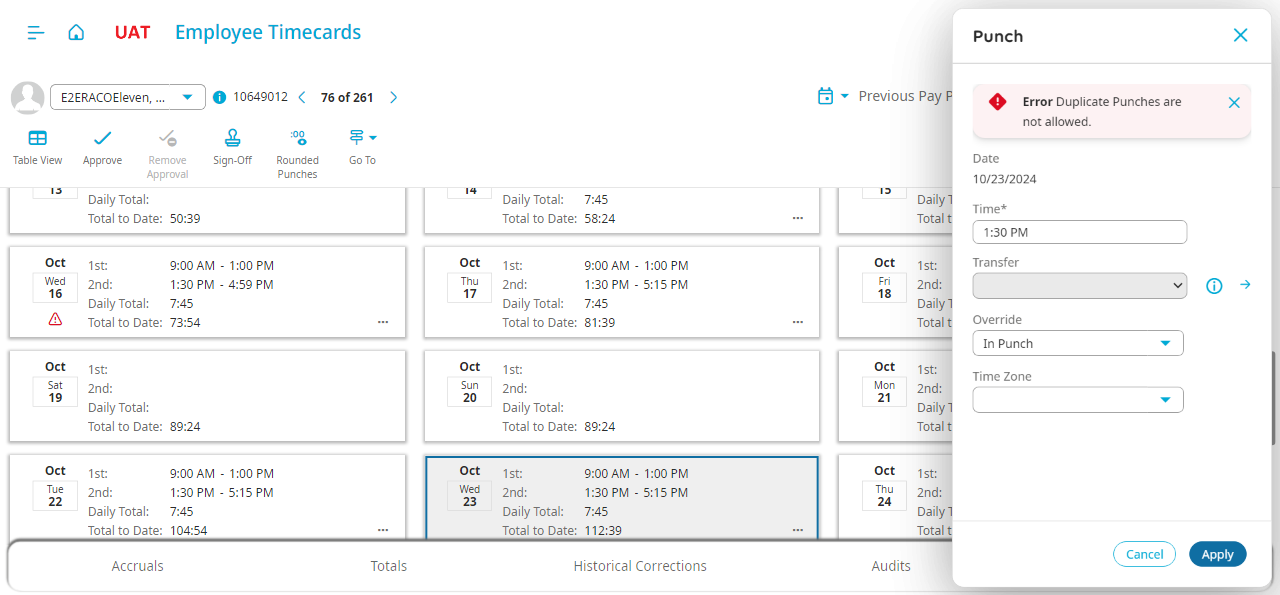 UAT
Employee Timecards
E2ERACOEleven, ...
10649012
76 of 261
Previous Pay P
Table View
Approve
Remove
Approval
Sign-Off
:00
Rounded
Punches
Go To
13
Daily Total:
Total to Date: 50:39
14
Daily Total: 7:45
Total to Date: 58:24
...
15
Daily T
Total t
Oct
Wed
16
1st: 9:00 AM - 1:00 PM
2nd: 1:30 PM - 4:59 PM
Daily Total: 7:45
Total to Date: 73:54
...
Oct
Thu
17
1st: 9:00 AM - 1:00 PM
2nd: 1:30 PM - 5:15 PM
Daily Total: 7:45
Total to Date: 81:39
...
Oct
Fri
18
1st:
2nd:
Daily T
Total t
Oct
Sat
19
1st:
2nd:
Daily Total:
Total to Date: 89:24
Oct
Sun
20
1st:
2nd:
Daily Total:
Total to Date: 89:24
Oct
Mon
21
1st:
2nd:
Daily T
Total t
Oct
Tue
22
1st: 9:00 AM - 1:00 PM
2nd: 1:30 PM - 5:15 PM
Daily Total: 7:45
Total to Date: 104:54
...
Oct
Wed
23
1st: 9:00 AM - 1:00 PM
2nd: 1:30 PM - 5:15 PM
Daily Total: 7:45
Total to Date: 112:39
...
Oct
Thu
24
1st:
2nd:
Daily T
Total t
Accruals
Totals
Historical Corrections
Audits
Punch
Error Duplicate Punches are
not allowed.
Date
10/23/2024
Time*
1:30 PM
Transfer
Override
In Punch
Time Zone
Cancel
Apply